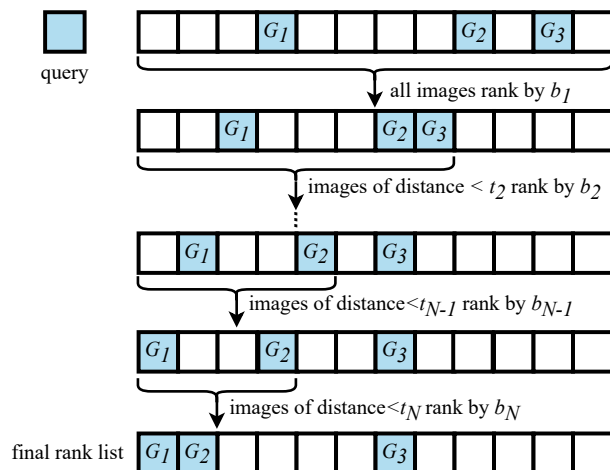 G1 G2 G3
query
all images rank by b1
G1 G2 G3
images of distance < t2 rank by b2
G1 G2 G3
images of distance<tN-1 rank by bN-1
G1 G2 G3
images of distance<tN rank by bN
final rank list G1 G2 G3